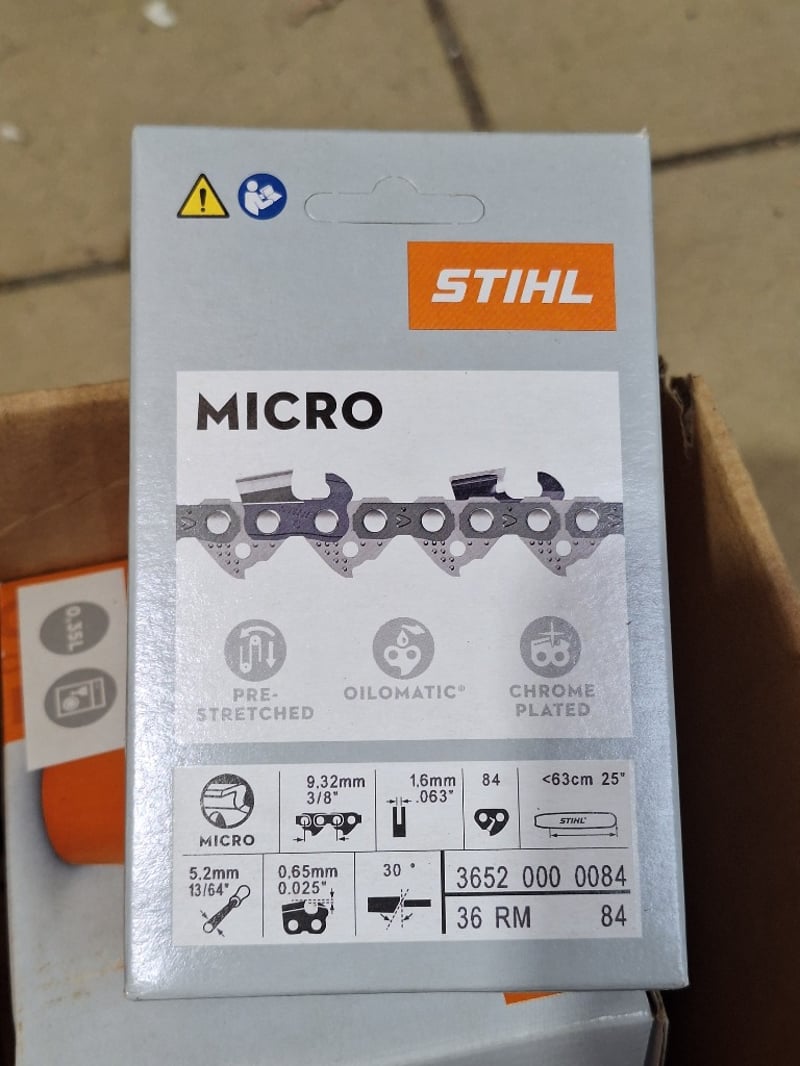 STIHL
MICRO
PRE-
STRETCHED
OILOMATIC®
CHROME
PLATED
0,35L
MICRO
9,32mm
3/8"
1,6mm
.063"
84
<63cm 25"
STIHL
5,2mm
13/64"
0,65mm
0.025"
30 °
3652 000 0084
36 RM 84